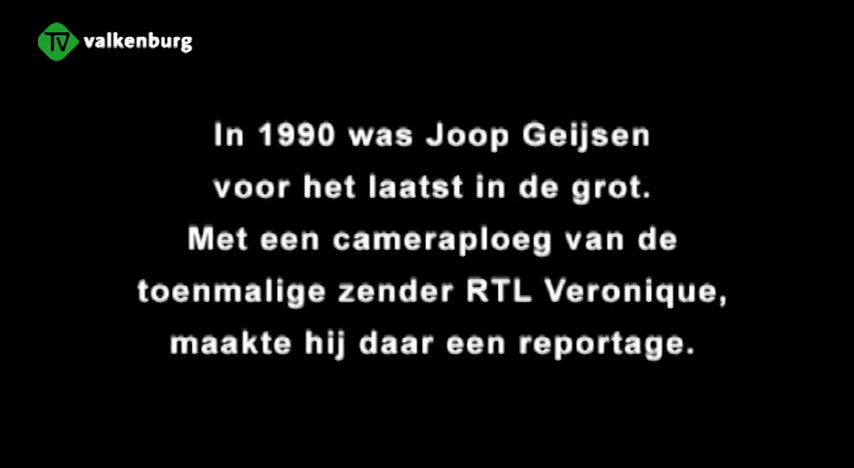 TV valkenburg
In 1990 was Joop Geijsen
voor het laatst in de grot.
Met een cameraploeg van de
toenmalige zender RTL Veronique,
maakte hij daar een reportage.